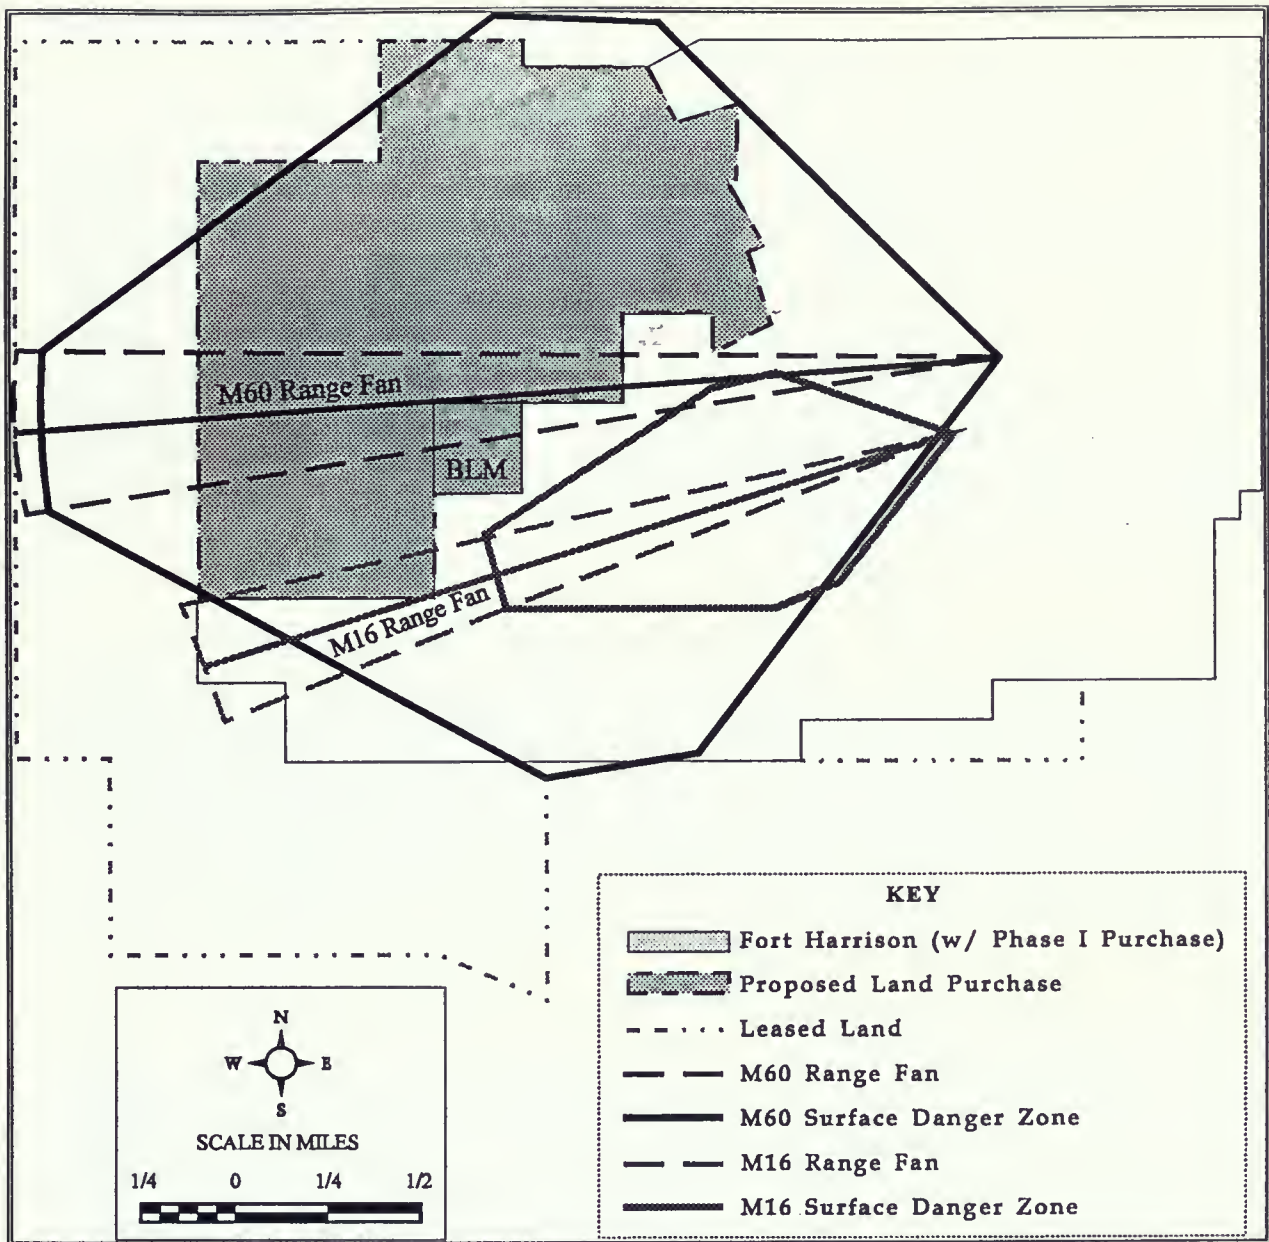 M60 Range Fan
BLM
M16 Range Fan
KEY
Fort Harrison (w/ Phase I Purchase)
Proposed Land Purchase
Leased Land
M60 Range Fan
M60 Surface Danger Zone
M16 Range Fan
M16 Surface Danger Zone
N
W E
S
SCALE IN MILES
1/4 0 1/4 1/2